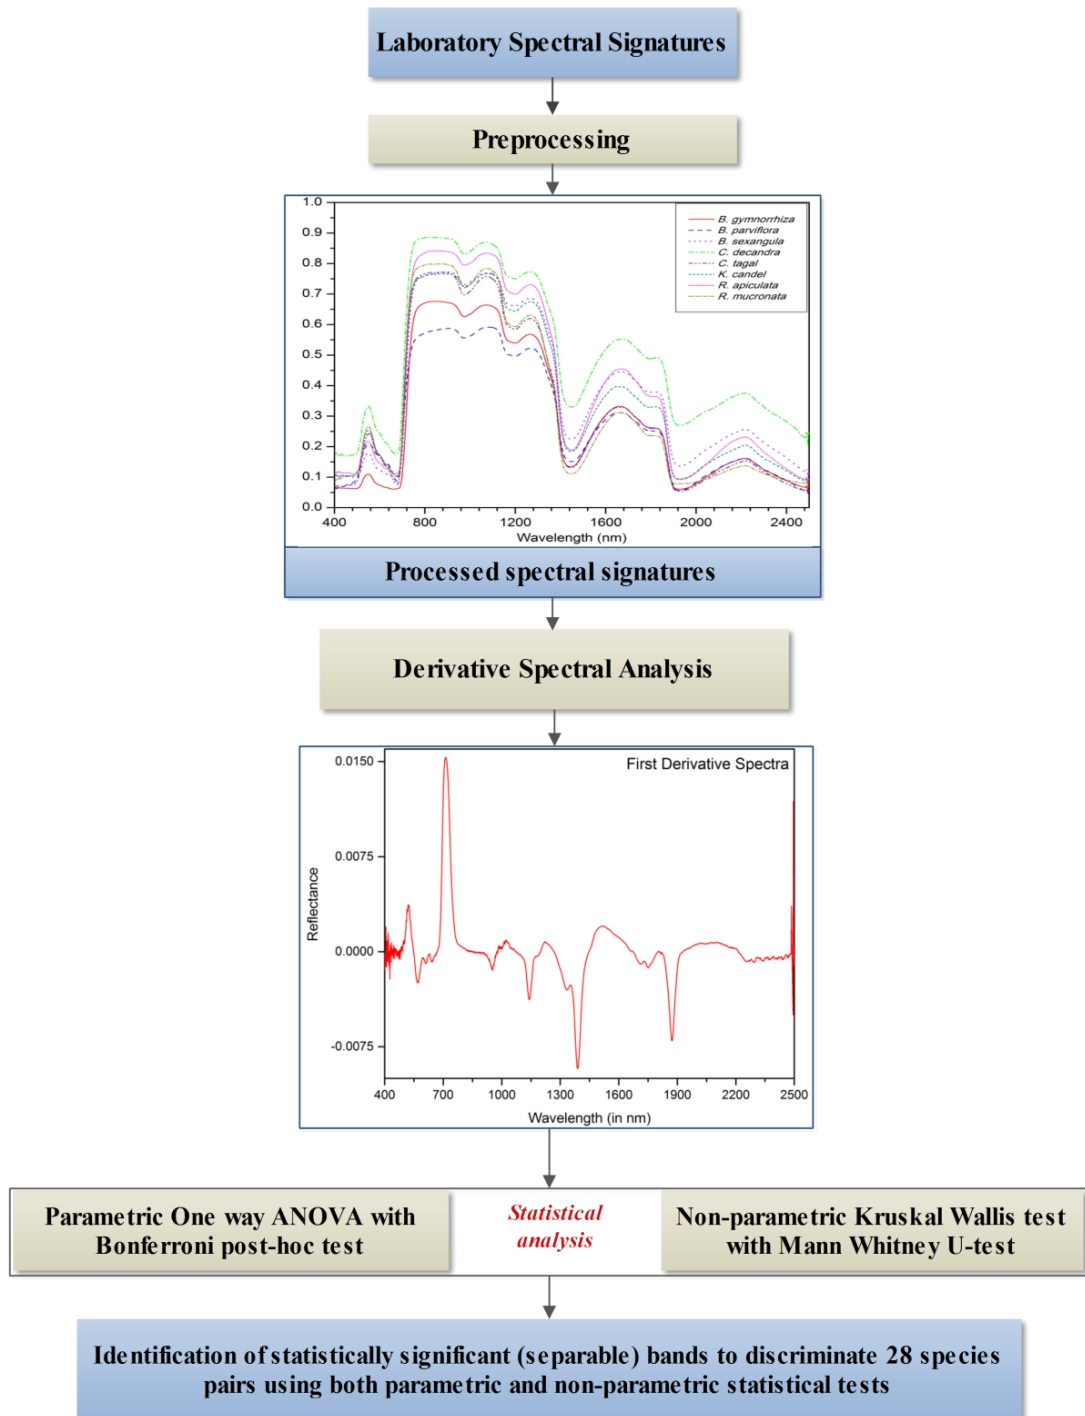 Laboratory Spectral Signatures
Preprocessing
1.0
0.9
0.8
0.7
0.6
0.5
0.4
0.3
0.2
0.1
0.0
B. gymnorrhiza
B. parviflora
B. sexangula
C. decandra
C. tagal
K. candel
R. apiculata
R. mucronata
400 800 1200 1600 2000 2400
Wavelength (nm)
Processed spectral signatures
Derivative Spectral Analysis
First Derivative Spectra
0.0150
0.0075
0.0000
-0.0075
Reflectance
400 700 1000 1300 1600 1900 2200 2500
Wavelength (in nm)
Parametric One way ANOVA with
Bonferroni post-hoc test
Statistical
analysis
Non-parametric Kruskal Wallis test
with Mann Whitney U-test
Identification of statistically significant (separable) bands to discriminate 28 species
pairs using both parametric and non-parametric statistical tests